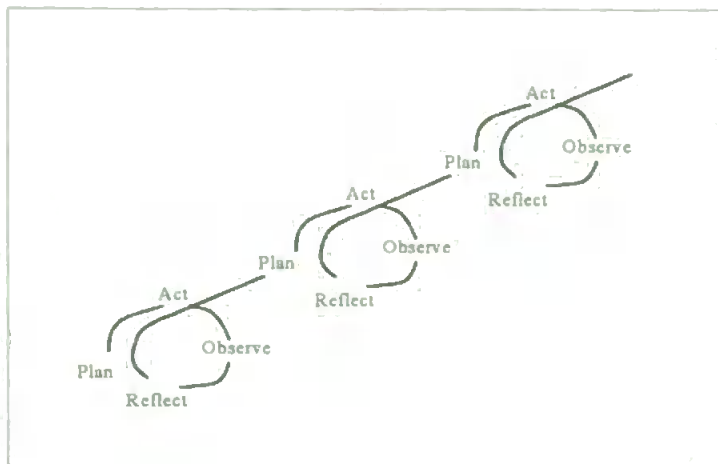 Act
Observe
Plan
Reflect
Act
Observe
Plan
Reflect
Act
Observe
Plan
Reflect